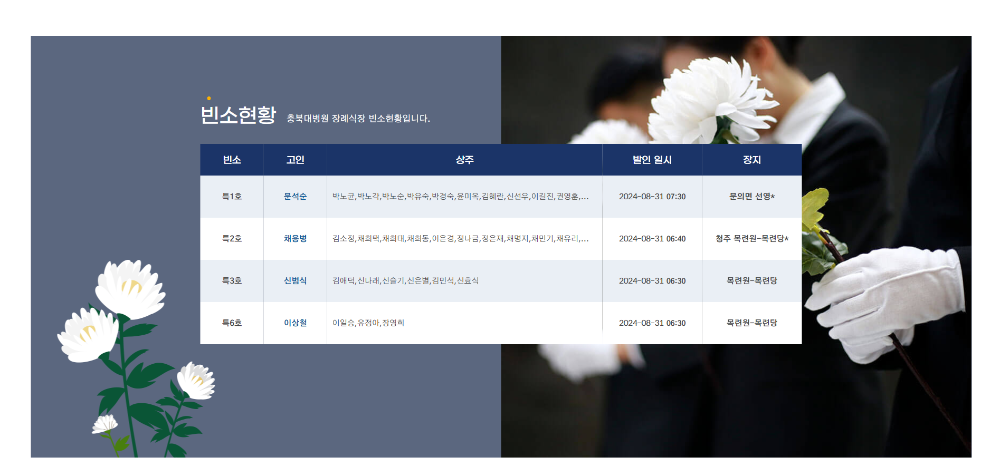 빈소현황 충북대병원 장례식장 빈소현황입니다.
빈소 고인 상주 발인 일시 장지
특1호 문석순 박노균,박노각,박노순,박유숙,박경숙,윤미옥,김혜란,신선우,이길진,권영훈,... 2024-08-31 07:30 문의면 선영*
특2호 채용병 김소정,채희택,채희태,채희동,이은경,정나금,정은재,채명지,채민기,채유리,... 2024-08-31 06:40 청주 목련원-목련당*
특3호 신범식 김애덕,신나래,신슬기,신은별,김민석,신효식 2024-08-31 06:30 목련원-목련당
특6호 이상철 이일승,유정아,장영희 2024-08-31 06:30 목련원-목련당